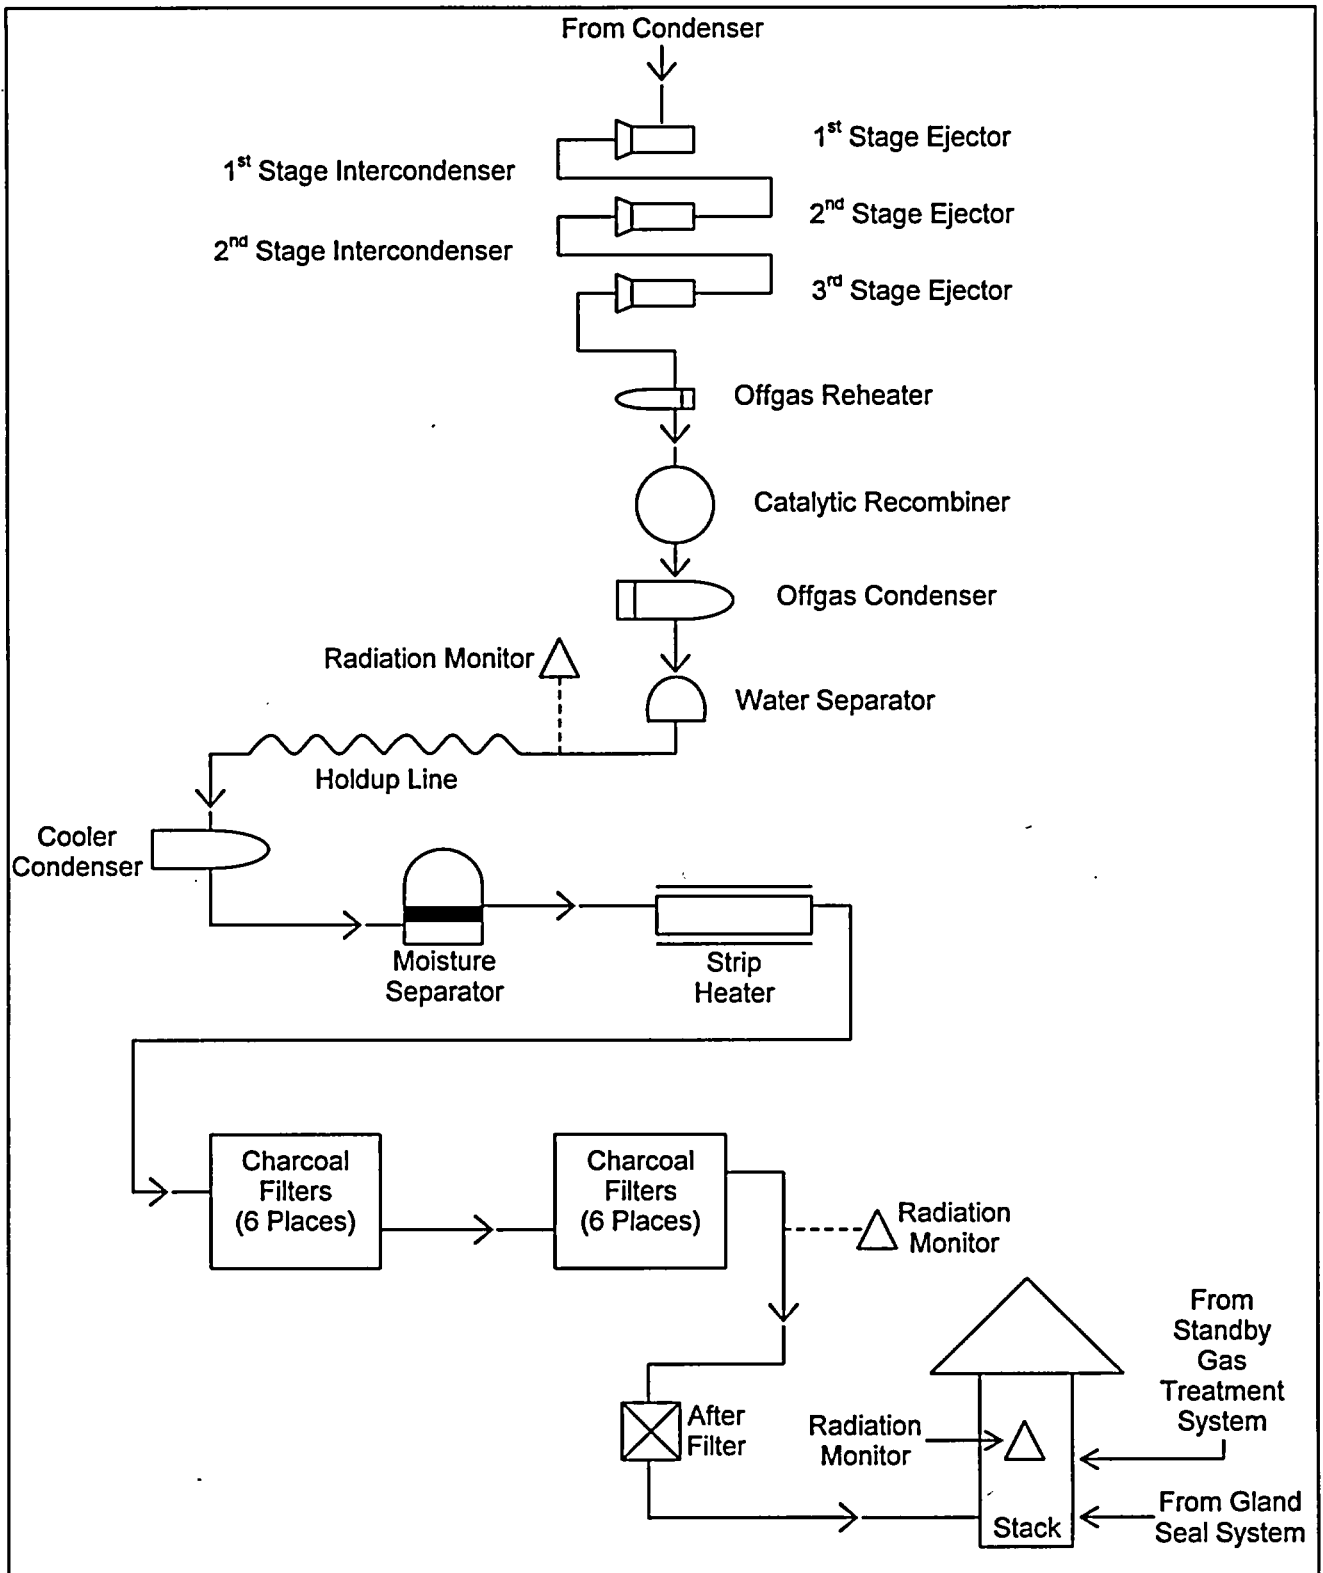 From Condenser
1st Stage Ejector
1st Stage Intercondenser
2nd Stage Ejector
2nd Stage Intercondenser
3rd Stage Ejector
Offgas Reheater
Catalytic Recombiner
Offgas Condenser
Radiation Monitor
Water Separator
Holdup Line
Cooler
Condenser
Moisture
Separator
Strip
Heater
Charcoal
Filters
(6 Places)
Charcoal
Filters
(6 Places)
Radiation
Monitor
From
Standby
Gas
Treatment
System
After
Filter
Radiation
Monitor
From Gland
Seal System
Stack